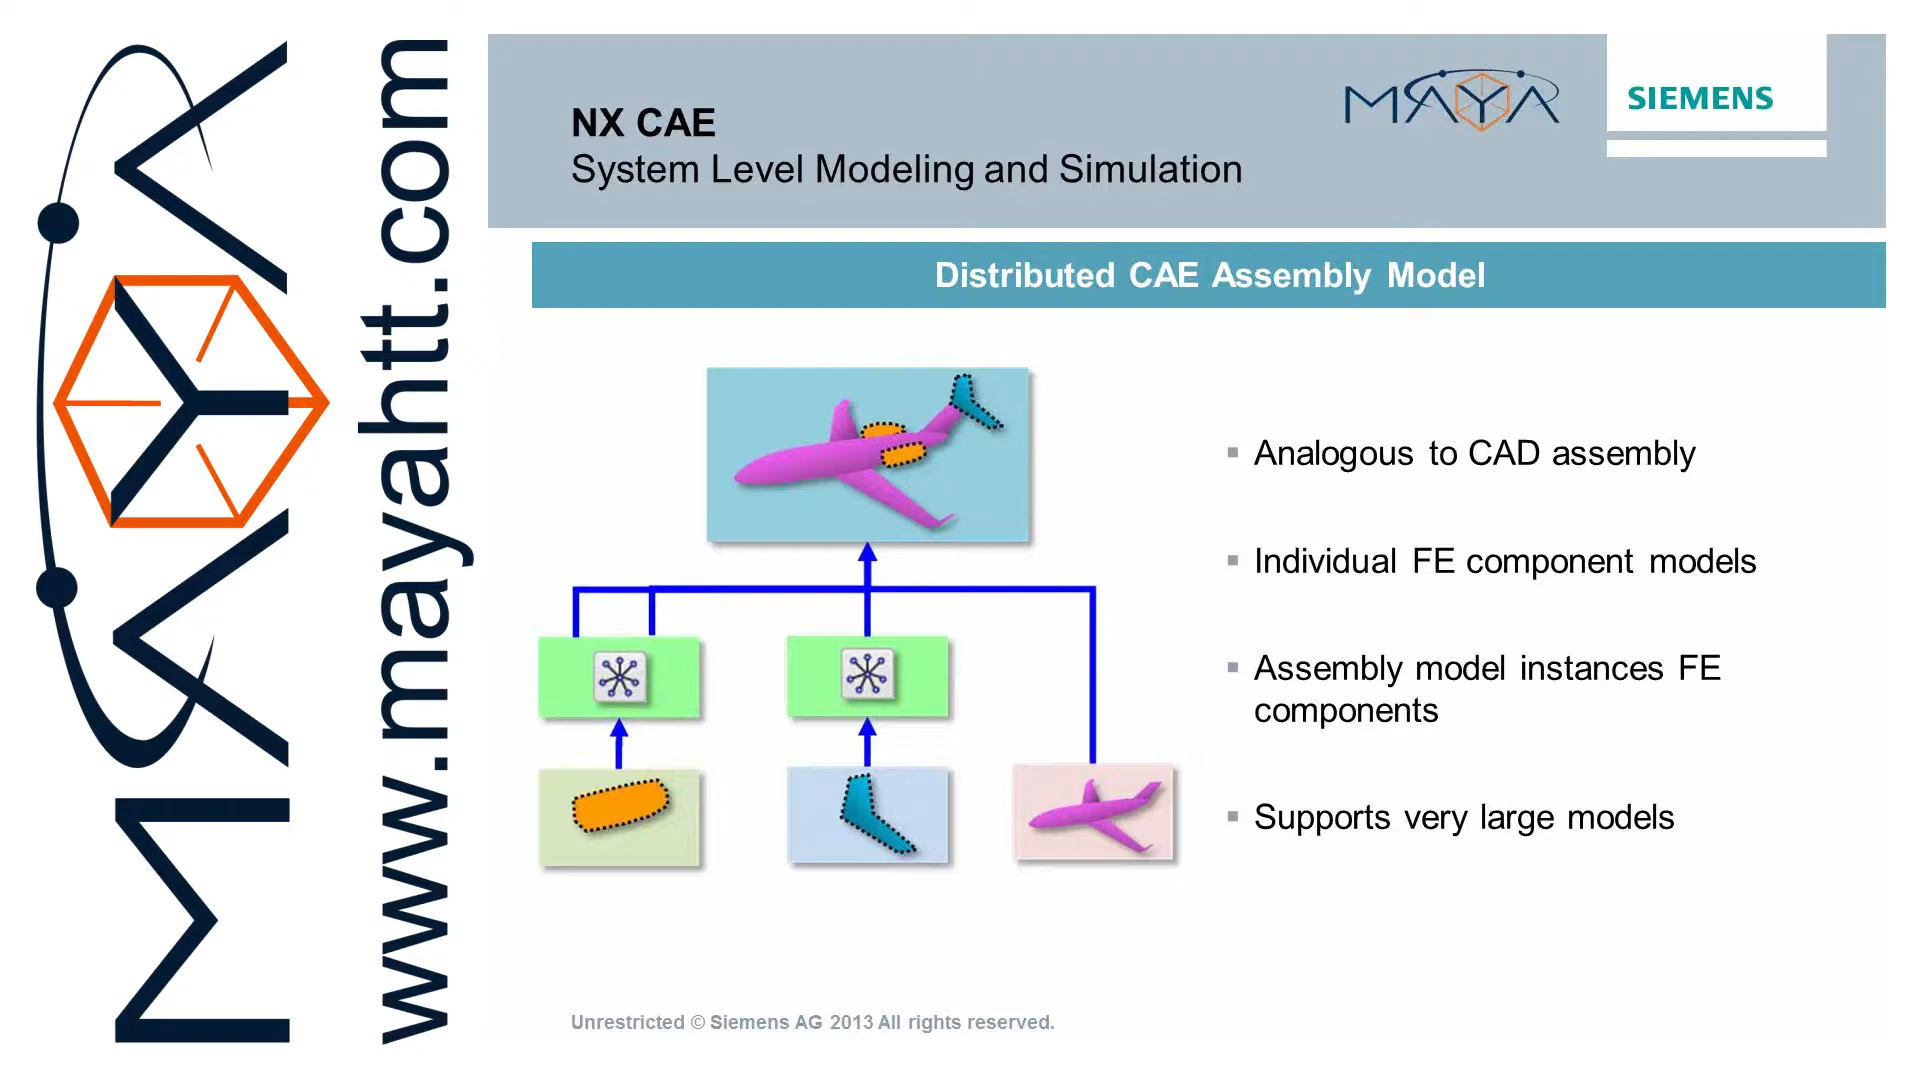 MAYA
www.mayahtt.com
NX CAE
System Level Modeling and Simulation
MAYA
SIEMENS
Distributed CAE Assembly Model
Analogous to CAD assembly
Individual FE component models
Assembly model instances FE
components
Supports very large models
Unrestricted © Siemens AG 2013 All rights reserved.